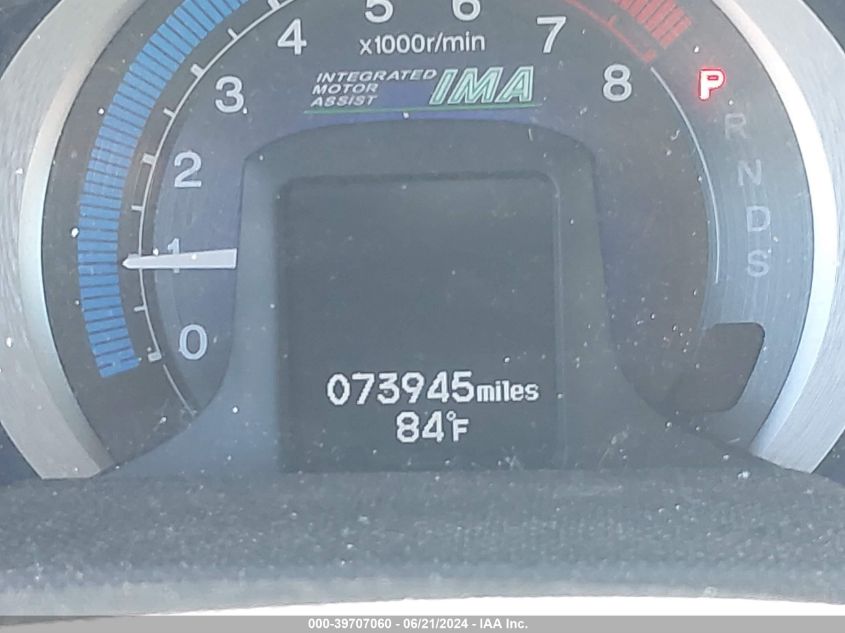 5 6
4 7
x1000r/min
3 8
INTEGRATED
MOTOR
ASSIST
IMA
P
R
N
D
S
2
1
0
073945miles
84°F
000-39707060 - 06/21/2024 - IAA Inc.